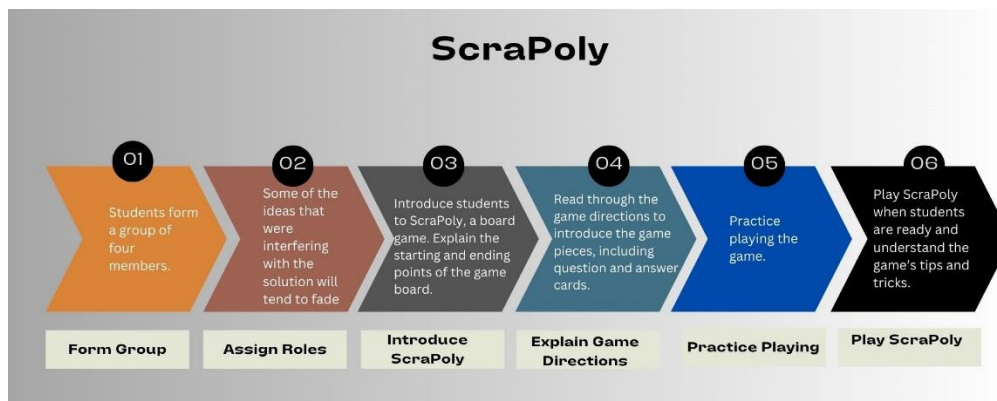 ScraPoly
01
Students form
a group of
four
members.
Form Group
02
Some of the
ideas that
were
interfering
with the
solution will
tend to fade
Assign Roles
03
Introduce students
to ScraPoly, a board
game. Explain the
starting and ending
points of the game
board.
Introduce
ScraPoly
04
Read through the
game directions to
introduce the game
pieces, including
question and answer
cards.
Explain Game
Directions
05
Practice
playing the
game.
Practice Playing
06
Play ScraPoly
when students
are ready and
understand the
game's tips and
tricks.
Play ScraPoly